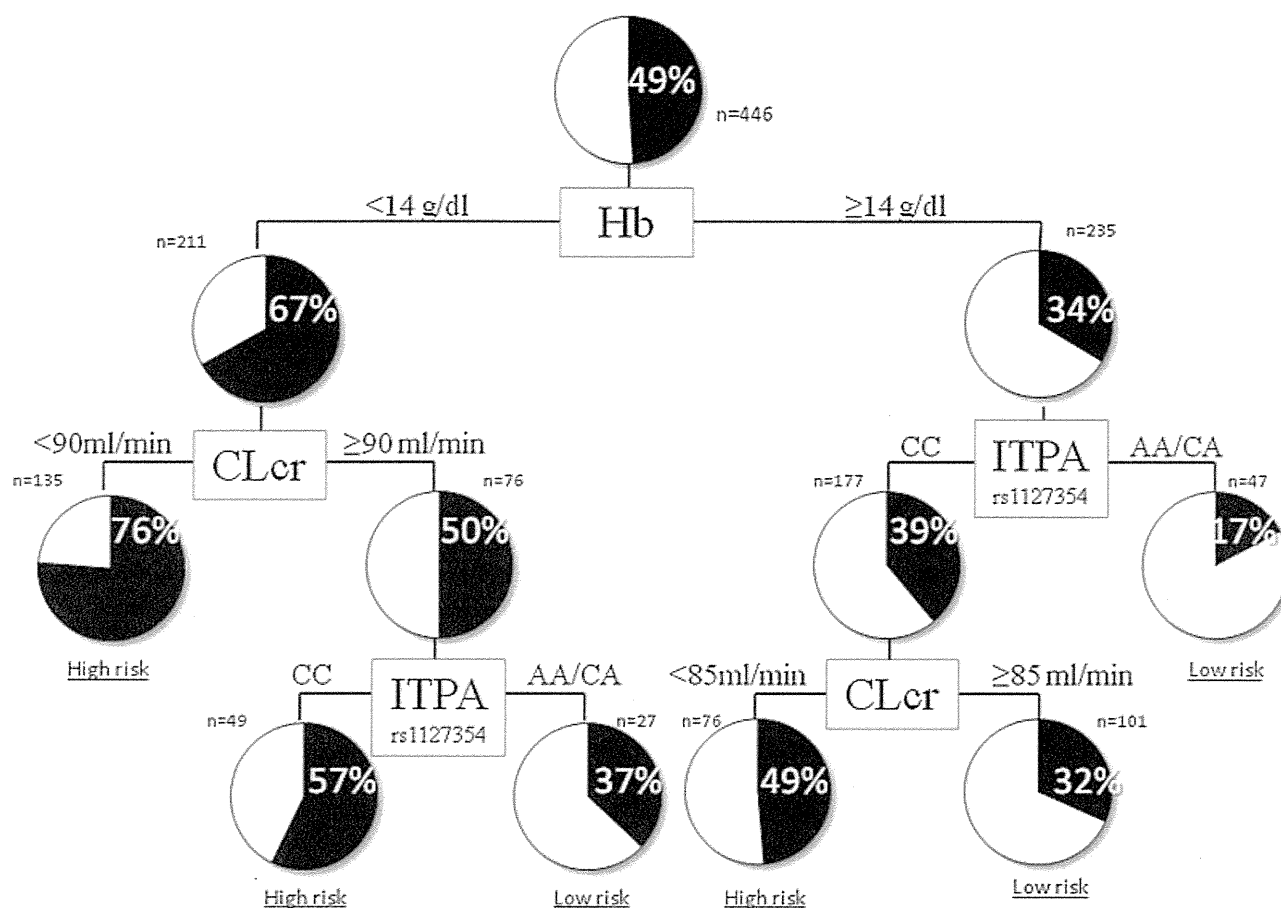 49%
n=446
<14 g/dl
Hb
≥14 g/dl
n=211
67%
n=235
34%
<90ml/min
CLcr
≥90 ml/min
n=135
76%
n=76
50%
CC
ITPA
rs1127354
AA/CA
n=177
39%
n=47
17%
High risk
Low risk
CC
ITPA
rs1127354
AA/CA
<85ml/min
CLcr
≥85 ml/min
n=49
57%
n=27
37%
n=76
49%
n=101
32%
High risk
Low risk
High risk
Low risk